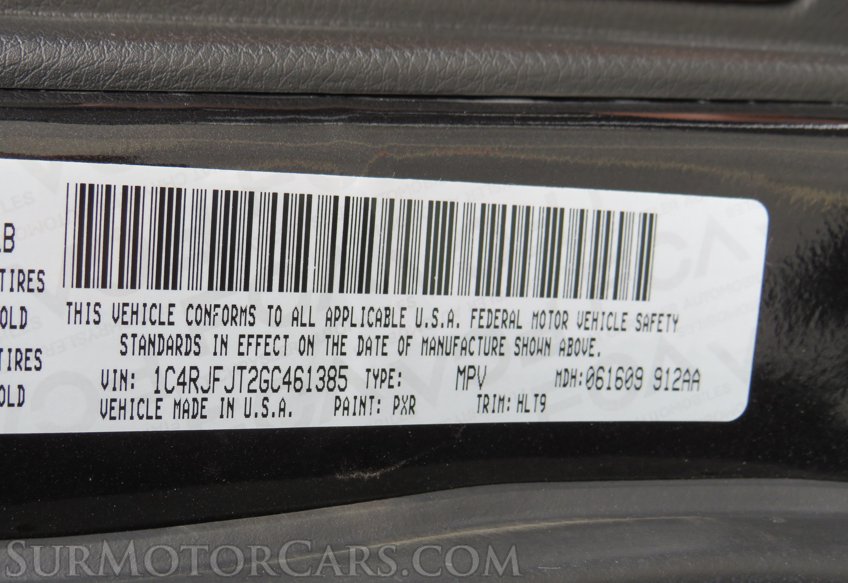 LB
TIRES
OLD
TIRES
OLD
THIS VEHICLE CONFORMS TO ALL APPLICABLE U.S.A. FEDERAL MOTOR VEHICLE SAFETY
STANDARDS IN EFFECT ON THE DATE OF MANUFACTURE SHOWN ABOVE.
VIN: 1C4RJFJT2GC461385 TYPE: MPV MDH: 061609 912AA
VEHICLE MADE IN U.S.A. PAINT: PXR TRIM: HLT9
SURMOTORCARS.COM